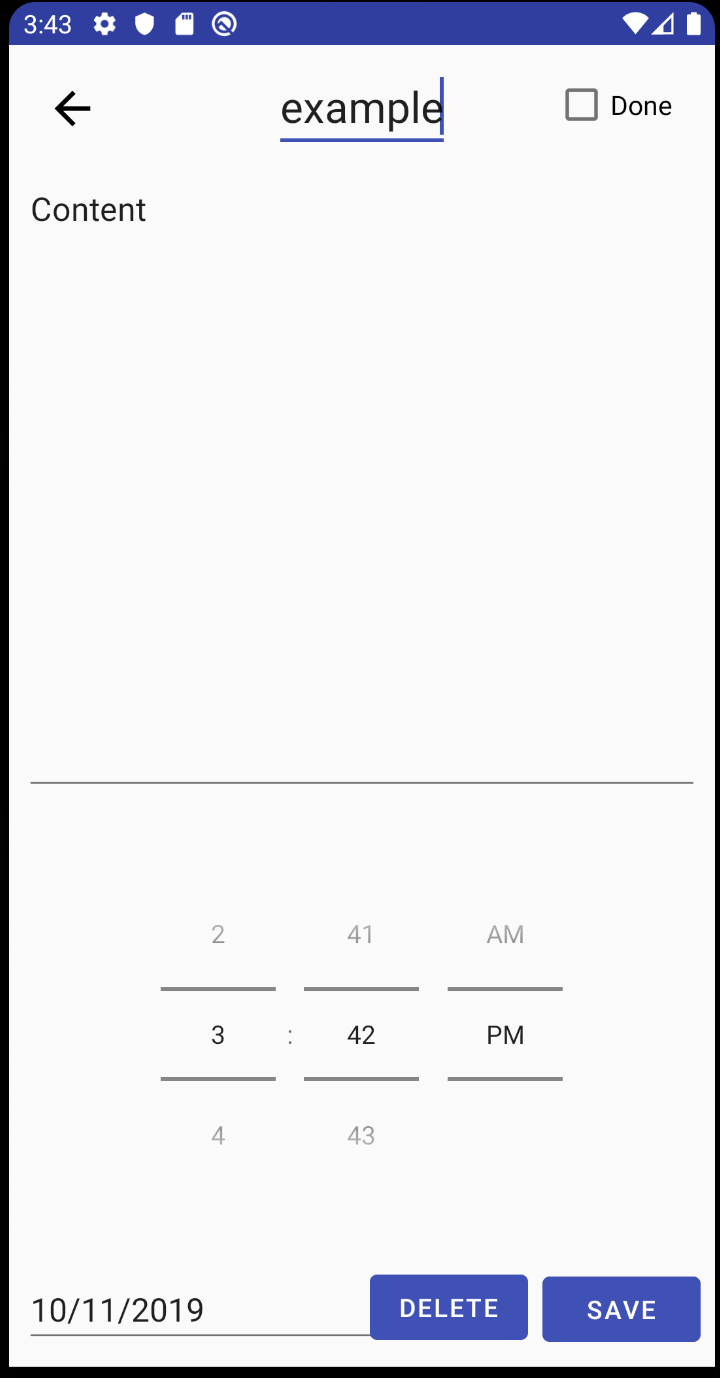 3:43
example
Done
Content
2 41 AM
3 : 42 PM
4 43
10/11/2019 DELETE SAVE